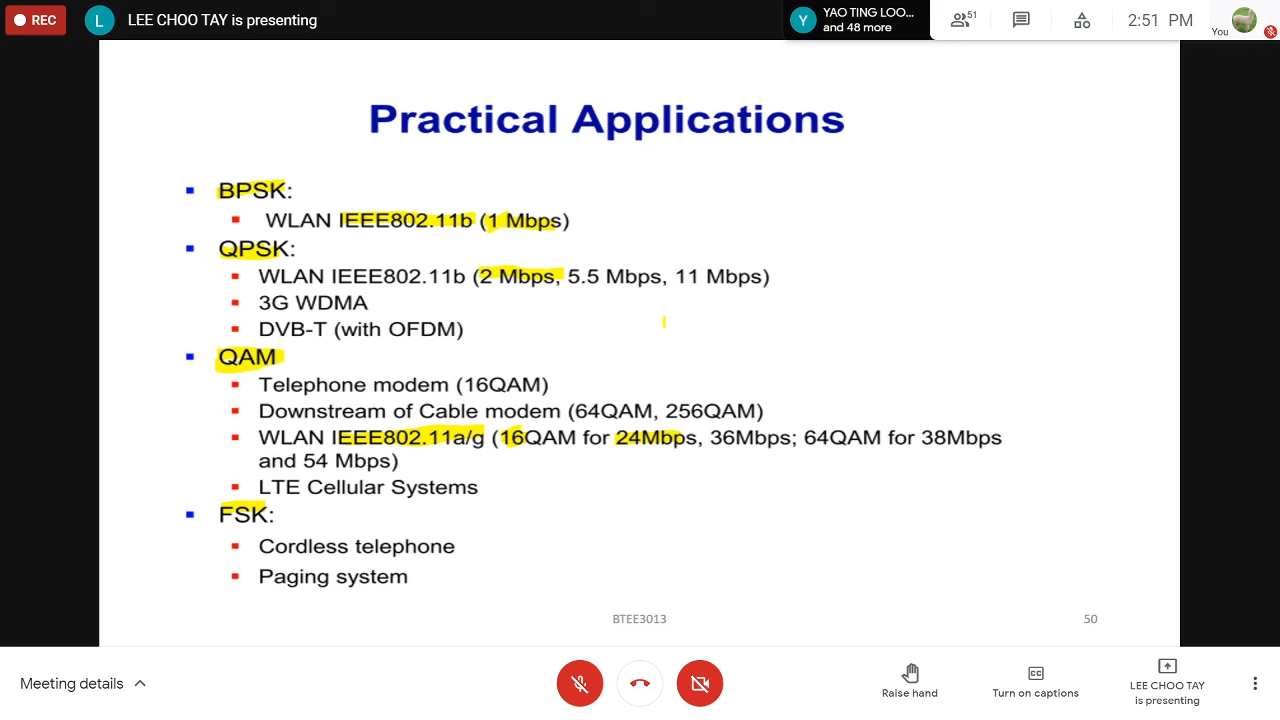 REC
L
LEE CHOO TAY is presenting
Y
YAO TING LOO...
and 48 more
51
2:51 PM
You
Practical Applications
BPSK:
WLAN IEEE802.11b (1 Mbps)
QPSK:
WLAN IEEE802.11b (2 Mbps, 5.5 Mbps, 11 Mbps)
3G WDMA
DVB-T (with OFDM)
QAM
Telephone modem (16QAM)
Downstream of Cable modem (64QAM, 256QAM)
WLAN IEEE802.11a/g (16QAM for 24Mbps, 36Mbps; 64QAM for 38Mbps
and 54 Mbps)
LTE Cellular Systems
FSK:
Cordless telephone
Paging system
BTEE3013
50
Meeting details
Raise hand
CC
Turn on captions
LEE CHOO TAY
is presenting